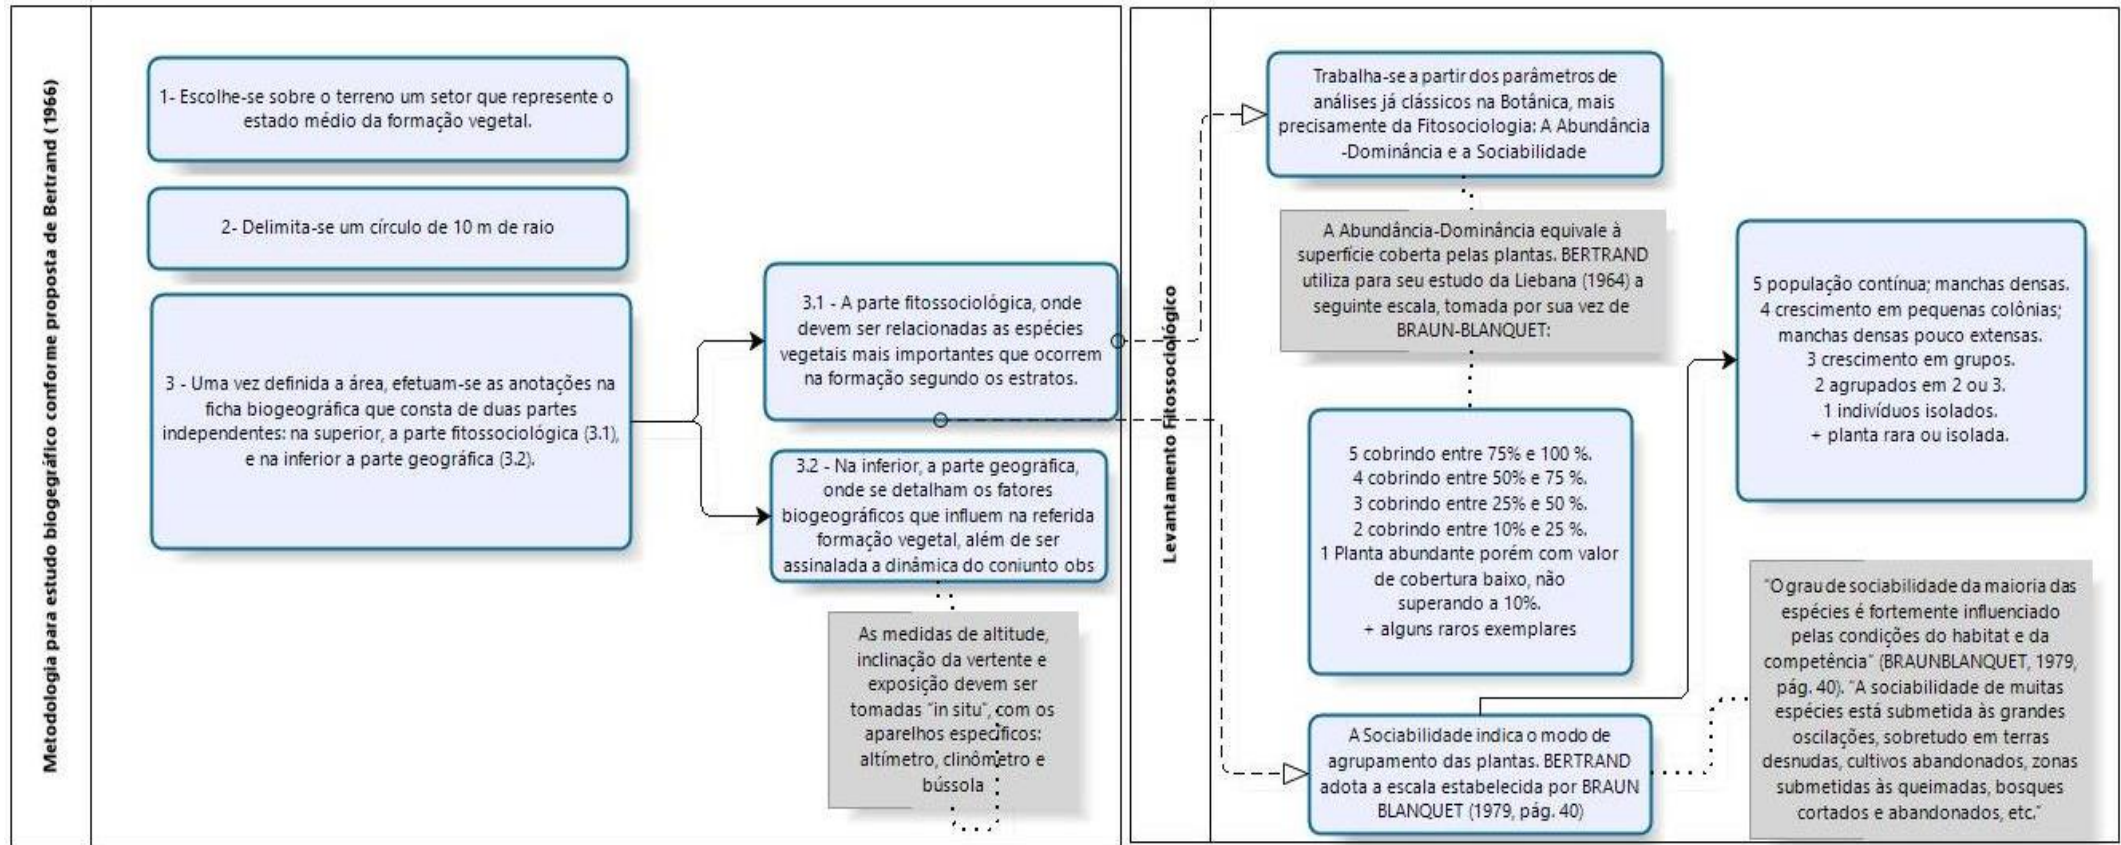 Metodologia para estudo biogegráfico conforme proposta de Bertrand (1966)
1- Escolhe-se sobre o terreno um setor que represente o
estado médio da formação vegetal.
2- Delimita-se um círculo de 10 m de raio
3 - Uma vez definida a área, efetuam-se as anotações na
ficha biogeográfica que consta de duas partes
independentes: na superior, a parte fitossociológica (3.1),
e na inferior a parte geográfica (3.2).
3.1 - A parte fitossociológica, onde
devem ser relacionadas as espécies
vegetais mais importantes que ocorrem
na formação segundo os estratos.
3.2 - Na inferior, a parte geográfica,
onde se detalham os fatores
biogeográficos que influem na referida
formação vegetal, além de ser
assinalada a dinâmica do conjunto obs
As medidas de altitude,
inclinação da vertente e
exposição devem ser
tomadas "in situ", com os
aparelhos específicos:
altímetro, clinômetro e
bússola
Levantamento Fitossociológico
Trabalha-se a partir dos parâmetros de
análises já clássicos na Botânica, mais
precisamente da Fitosociologia: A Abundância
-Dominância e a Sociabilidade
A Abundância-Dominância equivale à
superfície coberta pelas plantas. BERTRAND
utiliza para seu estudo da Liebana (1964) a
seguinte escala, tomada por sua vez de
BRAUN-BLANQUET:
5 cobrindo entre 75% e 100 %.
4 cobrindo entre 50% e 75 %.
3 cobrindo entre 25% e 50 %.
2 cobrindo entre 10% e 25 %.
1 Planta abundante porém com valor
de cobertura baixo, não
superando a 10%.
+ alguns raros exemplares
A Sociabilidade indica o modo de
agrupamento das plantas. BERTRAND
adota a escala estabelecida por BRAUN
BLANQUET (1979, pág. 40)
5 população contínua; manchas densas.
4 crescimento em pequenas colônias;
manchas densas pouco extensas.
3 crescimento em grupos.
2 agrupados em 2 ou 3.
1 indivíduos isolados.
+ planta rara ou isolada.
"O grau de sociabilidade da maioria das
espécies é fortemente influenciado
pelas condições do habitat e da
competência" (BRAUNBLANQUET, 1979,
pág. 40). "A sociabilidade de muitas
espécies está submetida às grandes
oscilações, sobretudo em terras
desnudas, cultivos abandonados, zonas
submetidas às queimadas, bosques
cortados e abandonados, etc."